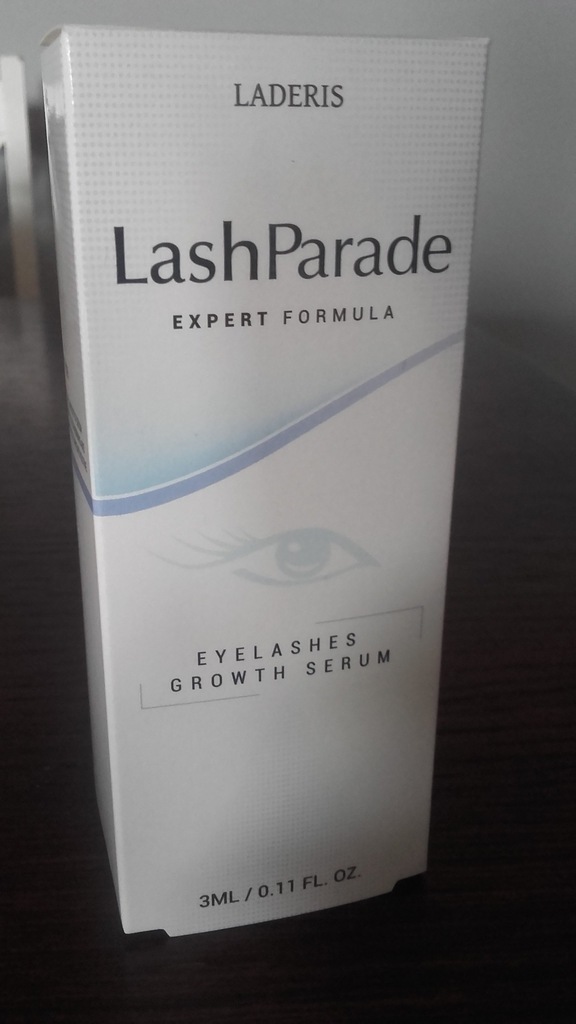 LADERIS
LashParade
EXPERT FORMULA
EYELASHES
GROWTH SERUM
3ML / 0.11 FL. OZ.